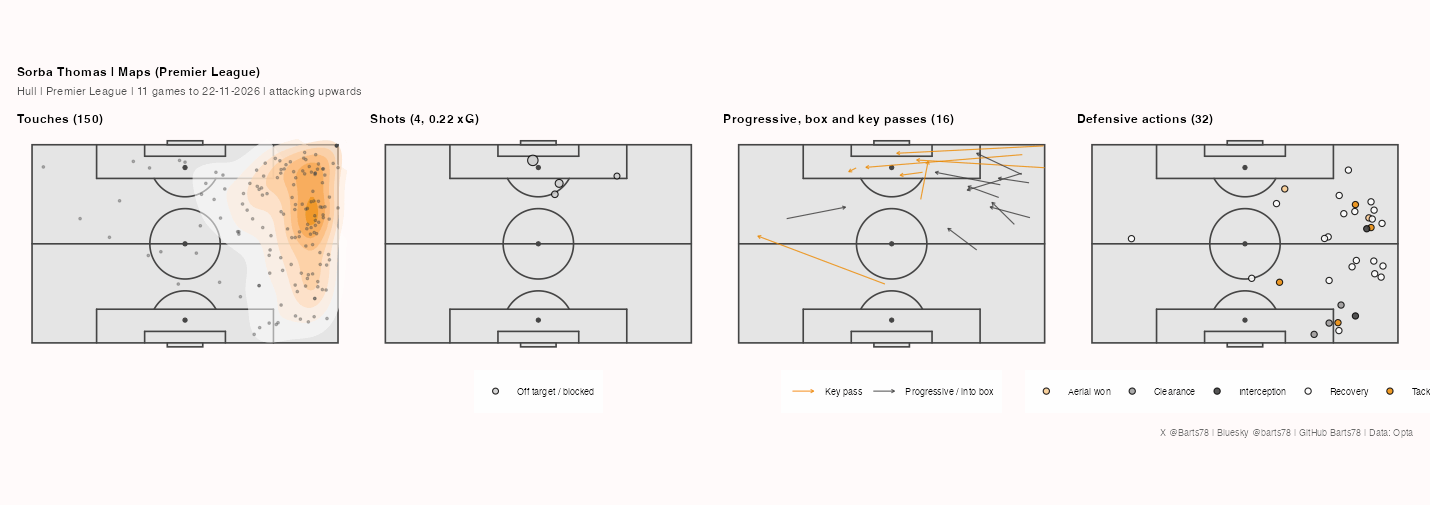 Sorba Thomas | Maps (Premier League)
Hull | Premier League | 11 games to 22-11-2026 | attacking upwards
Touches (150)
Shots (4, 0.22 xG)
Progressive, box and key passes (16)
Defensive actions (32)
Off target / blocked
Key pass
Progressive / into box
Aerial won
Clearance
Interception
Recovery
Tack
X @Barts78 | Bluesky @barts78 | GitHub Barts78 | Data: Opta